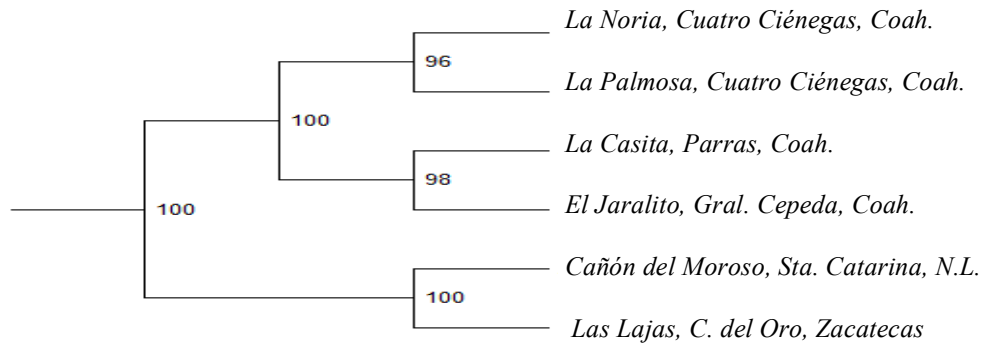 La Noria, Cuatro Ciénegas, Coah.
96
La Palmosa, Cuatro Ciénegas, Coah.
100
La Casita, Parras, Coah.
98
100
El Jaralito, Gral. Cepeda, Coah.
Cañón del Moroso, Sta. Catarina, N.L.
100
Las Lajas, C. del Oro, Zacatecas